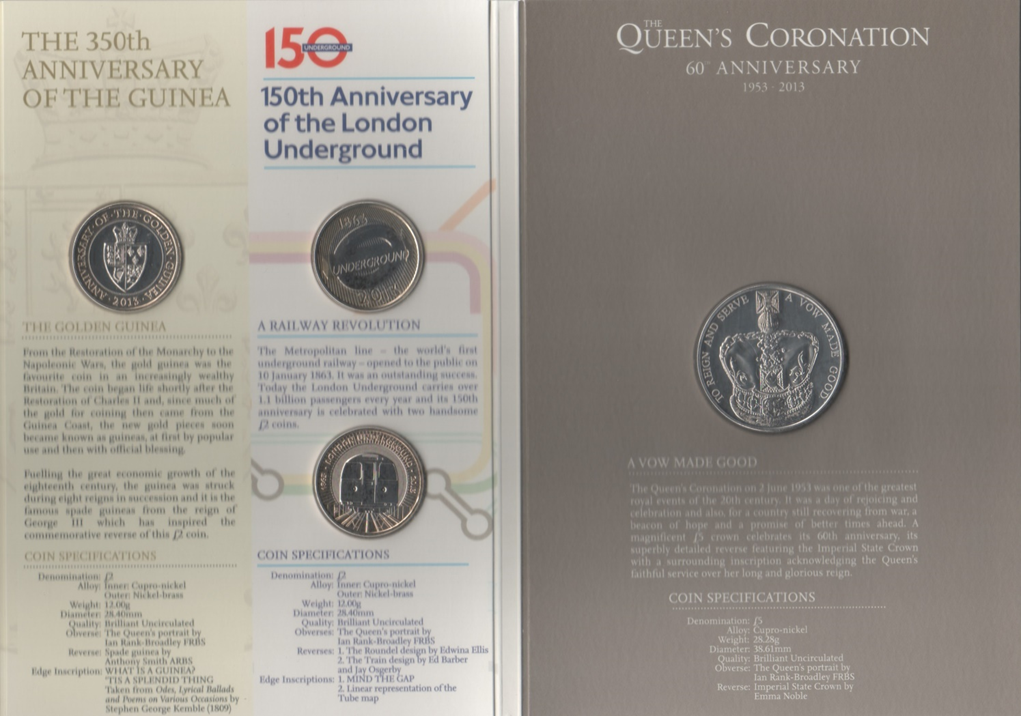 THE 350th
ANNIVERSARY
OF THE GUINEA
ANNIVERSARY · OF · THE · GOLDEN · GUINEA
· 2013 ·
THE GOLDEN GUINEA
From the Restoration of the Monarchy to the
Napoleonic Wars, the gold guinea was the
favourite coin in an increasingly wealthy
Britain. The coin began life shortly after the
Restoration of Charles II and, since much of
the gold for coining then came from the
Guinea Coast, the new gold pieces soon
became known as guineas, at first by popular
use and then with official blessing.
Fuelling the great economic growth of the
eighteenth century, the guinea was struck
during eight reigns in succession and it is the
famous spade guineas from the reign of
George III which has inspired the
commemorative reverse of this £2 coin.
COIN SPECIFICATIONS
Denomination: £2
Alloy: Inner: Cupro-nickel
Outer: Nickel-brass
Weight: 12.00g
Diameter: 28.40mm
Quality: Brilliant Uncirculated
Obverse: The Queen's portrait by
Ian Rank-Broadley FRBS
Reverse: Spade guinea by
Anthony Smith ARBS
Edge Inscription: WHAT IS A GUINEA?
'TIS A SPLENDID THING
Taken from Odes, Lyrical Ballads
and Poems on Various Occasions by
Stephen George Kemble (1809)
150
UNDERGROUND
150th Anniversary
of the London
Underground
1863
UNDERGROUND
2013
A RAILWAY REVOLUTION
The Metropolitan line – the world's first
underground railway – opened to the public on
10 January 1863. It was an outstanding success.
Today the London Underground carries over
1.1 billion passengers every year and its 150th
anniversary is celebrated with two handsome
£2 coins.
1863 · LONDON UNDERGROUND · 2013
COIN SPECIFICATIONS
Denomination: £2
Alloy: Inner: Cupro-nickel
Outer: Nickel-brass
Weight: 12.00g
Diameter: 28.40mm
Quality: Brilliant Uncirculated
Obverses: The Queen's portrait by
Ian Rank-Broadley FRBS
Reverses: 1. The Roundel design by Edwina Ellis
2. The Train design by Ed Barber
and Jay Osgerby
Edge Inscriptions: 1. MIND THE GAP
2. Linear representation of the
Tube map
THE
QUEEN'S CORONATION
60TH ANNIVERSARY
1953 · 2013
TO REIGN AND SERVE
A VOW MADE GOOD
A VOW MADE GOOD
The Queen's Coronation on 2 June 1953 was one of the greatest
royal events of the 20th century. It was a day of rejoicing and
celebration and also, for a country still recovering from war, a
beacon of hope and a promise of better times ahead. A
magnificent £5 crown celebrates its 60th anniversary, its
superbly detailed reverse featuring the Imperial State Crown
with a surrounding inscription acknowledging the Queen's
faithful service over her long and glorious reign.
COIN SPECIFICATIONS
Denomination: £5
Alloy: Cupro-nickel
Weight: 28.28g
Diameter: 38.61mm
Quality: Brilliant Uncirculated
Obverse: The Queen's portrait by
Ian Rank-Broadley FRBS
Reverse: Imperial State Crown by
Emma Noble